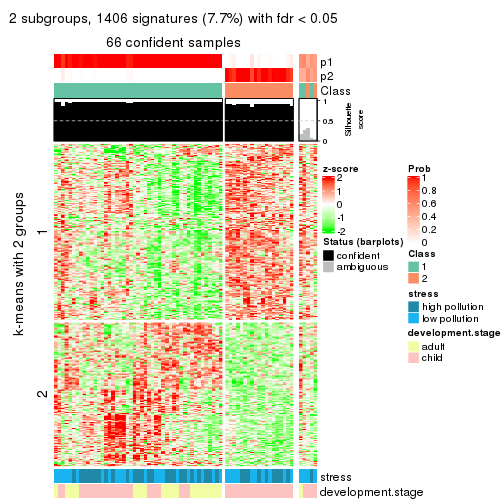 2 subgroups, 1406 signatures (7.7%) with fdr < 0.05
66 confident samples
p1
p2
Class
1
0.5
0
Silhouette
score
k-means with 2 groups
1
2
z-score
2
1
0
-1
-2
Status (barplots)
confident
ambiguous
Prob
1
0.8
0.6
0.4
0.2
0
Class
1
2
stress
high pollution
low pollution
development.stage
adult
child
stress
development.stage